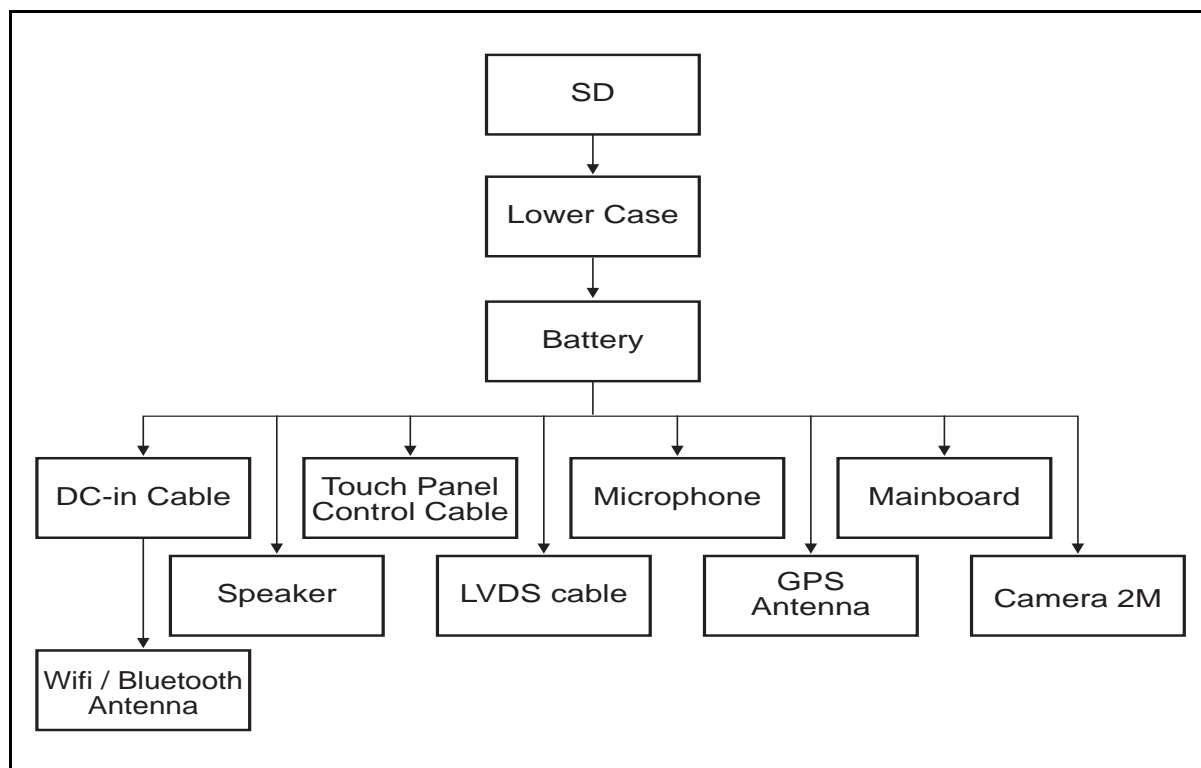 SD
Lower Case
Battery
DC-in Cable
Touch Panel
Control Cable
Microphone
Mainboard
Speaker
LVDS cable
GPS
Antenna
Camera 2M
Wifi / Bluetooth
Antenna